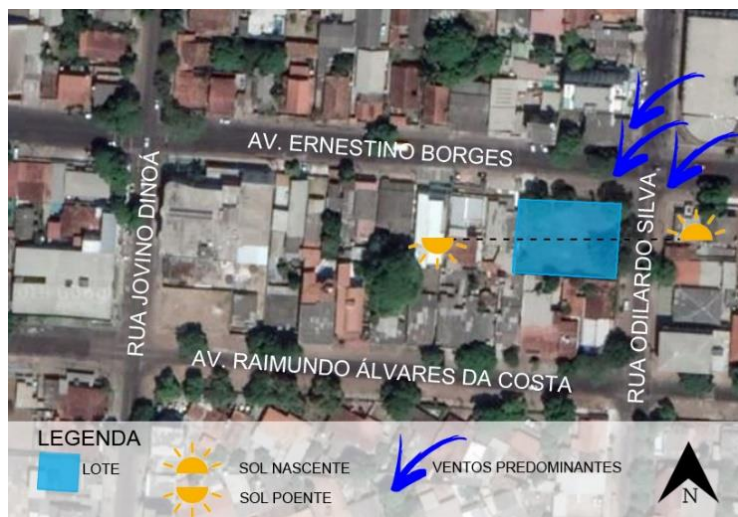 AV. ERNESTINO BORGES
RUA JOVINO DINOÁ
RUA ODILARDO SILVA
AV. RAIMUNDO ÁLVARES DA COSTA
LEGENDA
LOTE
SOL NASCENTE
SOL POENTE
VENTOS PREDOMINANTES
N